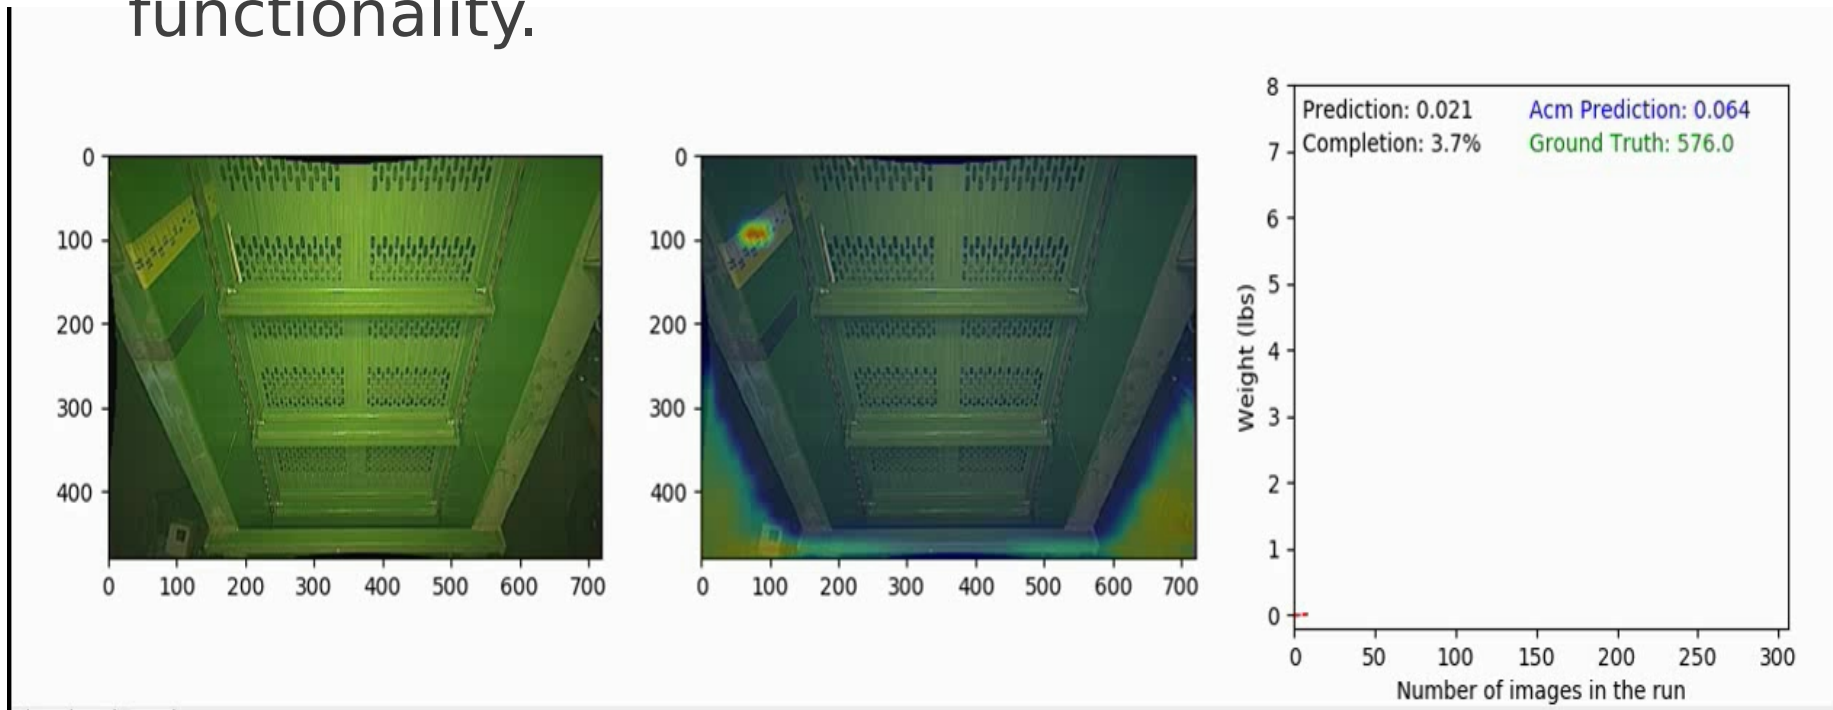 functionality.
0
100
200
300
400
0 100 200 300 400 500 600 700
0
100
200
300
400
0 100 200 300 400 500 600 700
Prediction: 0.021 Acm Prediction: 0.064
Completion: 3.7% Ground Truth: 576.0
Weight (lbs)
8
7
6
5
4
3
2
1
0
0 50 100 150 200 250 300
Number of images in the run